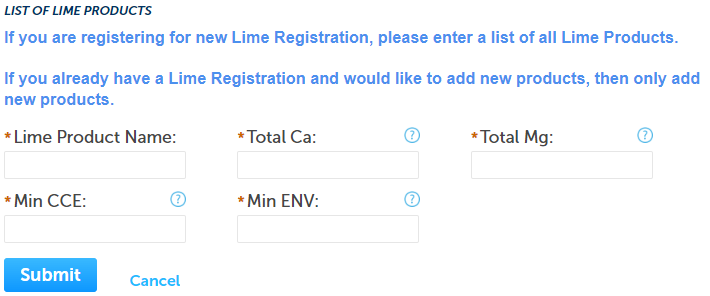 LIST OF LIME PRODUCTS
If you are registering for new Lime Registration, please enter a list of all Lime Products.
If you already have a Lime Registration and would like to add new products, then only add
new products.
*Lime Product Name: *Total Ca: ? *Total Mg: ?
*Min CCE: ? *Min ENV: ?
Submit Cancel